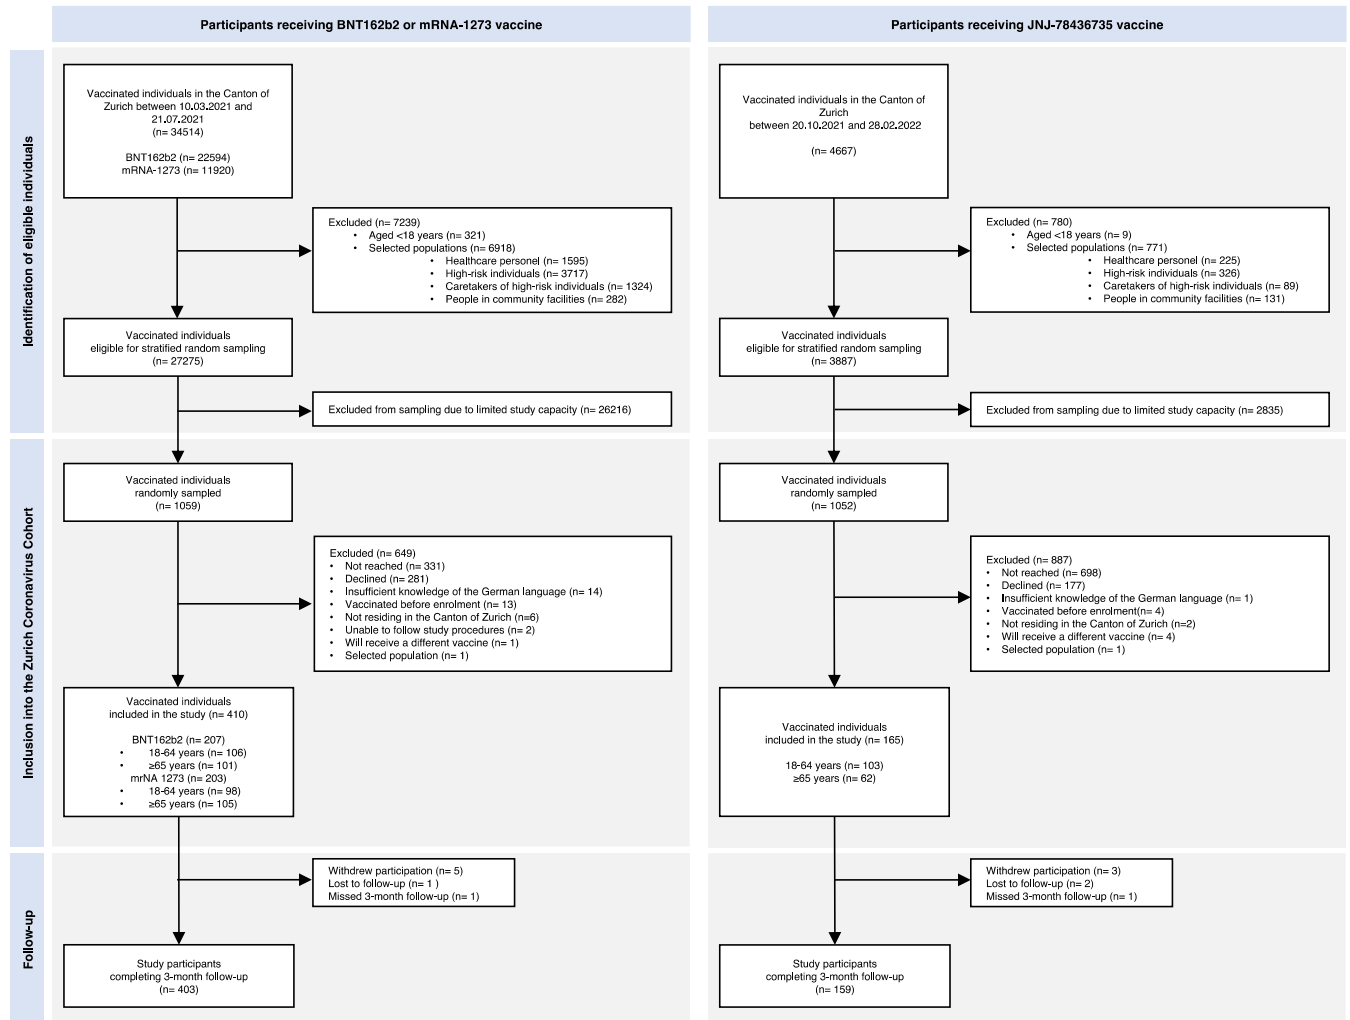 Participants receiving BNT162b2 or mRNA-1273 vaccine
Identification of eligible individuals
Vaccinated individuals in the Canton of
Zurich between 10.03.2021 and
21.07.2021
(n= 34514)
BNT162b2 (n= 22594)
mRNA-1273 (n= 11920)
Excluded (n= 7239)
• Aged <18 years (n= 321)
• Selected populations (n= 6918)
• Healthcare personel (n= 1595)
• High-risk individuals (n= 3717)
• Caretakers of high-risk individuals (n= 1324)
• People in community facilities (n= 282)
Vaccinated individuals
eligible for stratified random sampling
(n= 27275)
Excluded from sampling due to limited study capacity (n= 26216)
Inclusion into the Zurich Coronavirus Cohort
Vaccinated individuals
randomly sampled
(n= 1059)
Excluded (n= 649)
• Not reached (n= 331)
• Declined (n= 281)
• Insufficient knowledge of the German language (n= 14)
• Vaccinated before enrolment (n= 13)
• Not residing in the Canton of Zurich (n=6)
• Unable to follow study procedures (n= 2)
• Will receive a different vaccine (n= 1)
• Selected population (n= 1)
Vaccinated individuals
included in the study (n= 410)
BNT162b2 (n= 207)
• 18-64 years (n= 106)
• ≥65 years (n= 101)
mrNA 1273 (n= 203)
• 18-64 years (n= 98)
• ≥65 years (n= 105)
Follow-up
Withdrew participation (n= 5)
Lost to follow-up (n= 1 )
Missed 3-month follow-up (n= 1)
Study participants
completing 3-month follow-up
(n= 403)
Participants receiving JNJ-78436735 vaccine
Vaccinated individuals in the Canton of
Zurich
between 20.10.2021 and 28.02.2022
(n= 4667)
Excluded (n= 780)
• Aged <18 years (n= 9)
• Selected populations (n= 771)
• Healthcare personel (n= 225)
• High-risk individuals (n= 326)
• Caretakers of high-risk individuals (n= 89)
• People in community facilities (n= 131)
Vaccinated individuals
eligible for stratified random sampling
(n= 3887)
Excluded from sampling due to limited study capacity (n= 2835)
Vaccinated individuals
randomly sampled
(n= 1052)
Excluded (n= 887)
• Not reached (n= 698)
• Declined (n= 177)
• Insufficient knowledge of the German language (n= 1)
• Vaccinated before enrolment(n= 4)
• Not residing in the Canton of Zurich (n=2)
• Will receive a different vaccine (n= 4)
• Selected population (n= 1)
Vaccinated individuals
included in the study (n= 165)
18-64 years (n= 103)
≥65 years (n= 62)
Withdrew participation (n= 3)
Lost to follow-up (n= 2)
Missed 3-month follow-up (n= 1)
Study participants
completing 3-month follow-up
(n= 159)